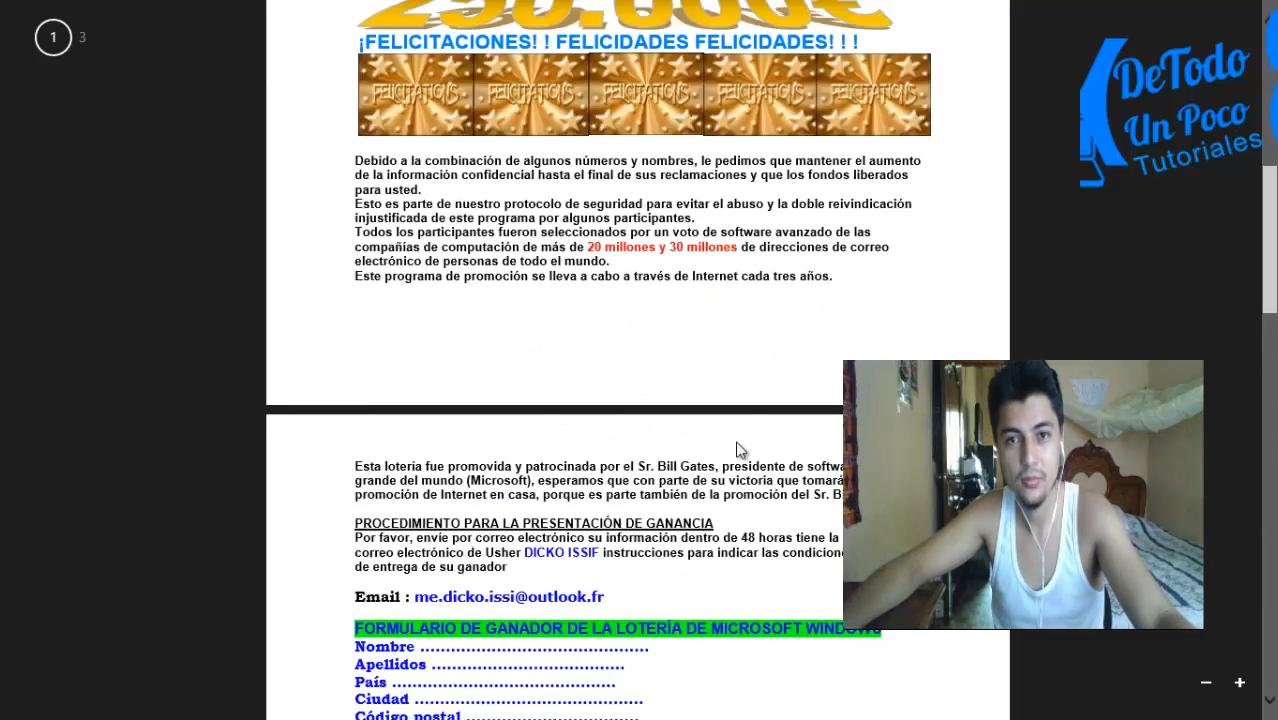 1 3
250.000€
¡FELICITACIONES! ! FELICIDADES FELICIDADES! ! !
FELICITATIONS FELICITATIONS FELICITATIONS FELICITATIONS FELICITATIONS
DeTodo
Un Poco
Tutoriales
Debido a la combinación de algunos números y nombres, le pedimos que mantener el aumento
de la información confidencial hasta el final de sus reclamaciones y que los fondos liberados
para usted.
Esto es parte de nuestro protocolo de seguridad para evitar el abuso y la doble reivindicación
injustificada de este programa por algunos participantes.
Todos los participantes fueron seleccionados por un voto de software avanzado de las
compañías de computación de más de 20 millones y 30 millones de direcciones de correo
electrónico de personas de todo el mundo.
Este programa de promoción se lleva a cabo a través de Internet cada tres años.
Esta lotería fue promovida y patrocinada por el Sr. Bill Gates, presidente de softwa
grande del mundo (Microsoft), esperamos que con parte de su victoria que tomará
promoción de Internet en casa, porque es parte también de la promoción del Sr. B
PROCEDIMIENTO PARA LA PRESENTACIÓN DE GANANCIA
Por favor, envíe por correo electrónico su información dentro de 48 horas tiene la
correo electrónico de Usher DICKO ISSIF instrucciones para indicar las condicione
de entrega de su ganador
Email : me.dicko.issi@outlook.fr
FORMULARIO DE GANADOR DE LA LOTERÍA DE MICROSOFT WINDOWS
Nombre ................................................
Apellidos ........................................
País ...............................................
Ciudad ................................................
Código postal ....................................